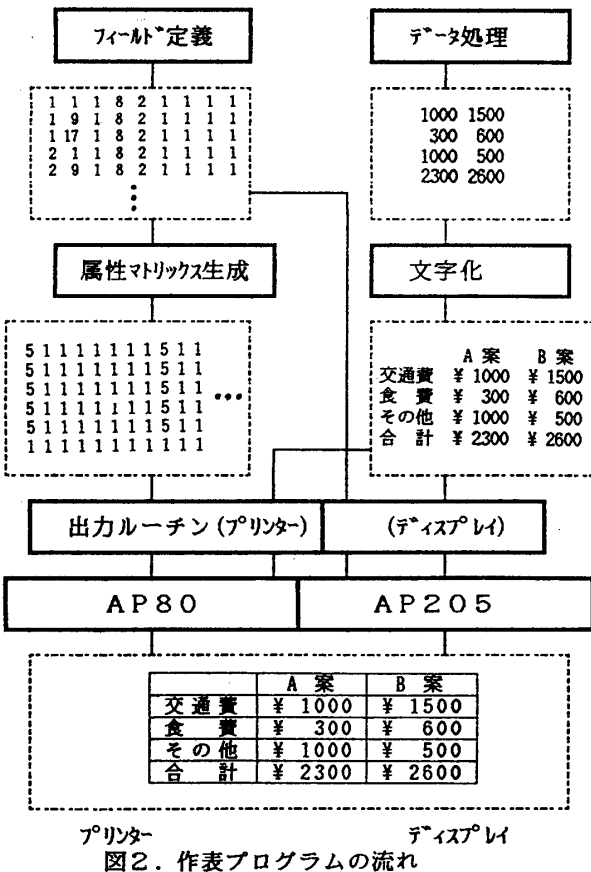 フィールド定義
データ処理
1 1 1 8 2 1 1 1 1
1 9 1 8 2 1 1 1 1
1 17 1 8 2 1 1 1 1
2 1 1 8 2 1 1 1 1
2 9 1 8 2 1 1 1 1
1000 1500
300 600
1000 500
2300 2600
属性マトリックス生成
文字化
5 1 1 1 1 1 1 1 5 1 1
5 1 1 1 1 1 1 1 5 1 1
5 1 1 1 1 1 1 1 5 1 1
5 1 1 1 1 1 1 1 5 1 1
5 1 1 1 1 1 1 1 5 1 1
1 1 1 1 1 1 1 1 1 1 1
A 案 B 案
交通費 ¥ 1000 ¥ 1500
食 費 ¥ 300 ¥ 600
その他 ¥ 1000 ¥ 500
合 計 ¥ 2300 ¥ 2600
出力ルーチン(プリンター)
(ディスプレイ)
AP80
AP205
A 案 B 案
交通費 ¥ 1000 ¥ 1500
食 費 ¥ 300 ¥ 600
その他 ¥ 1000 ¥ 500
合 計 ¥ 2300 ¥ 2600
プリンター
ディスプレイ
図2.作表プログラムの流れ